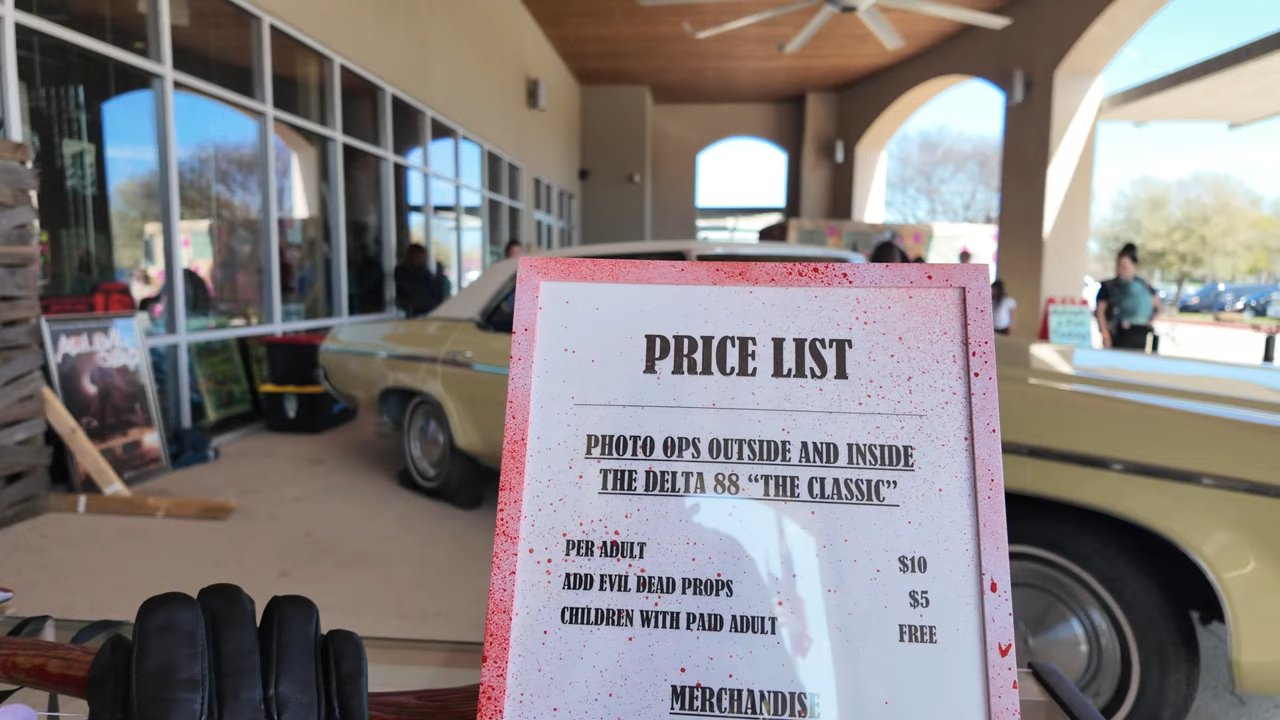 PRICE LIST
PHOTO OPS OUTSIDE AND INSIDE
THE DELTA 88 “THE CLASSIC”
PER ADULT $10
ADD EVIL DEAD PROPS $5
CHILDREN WITH PAID ADULT FREE
MERCHANDISE